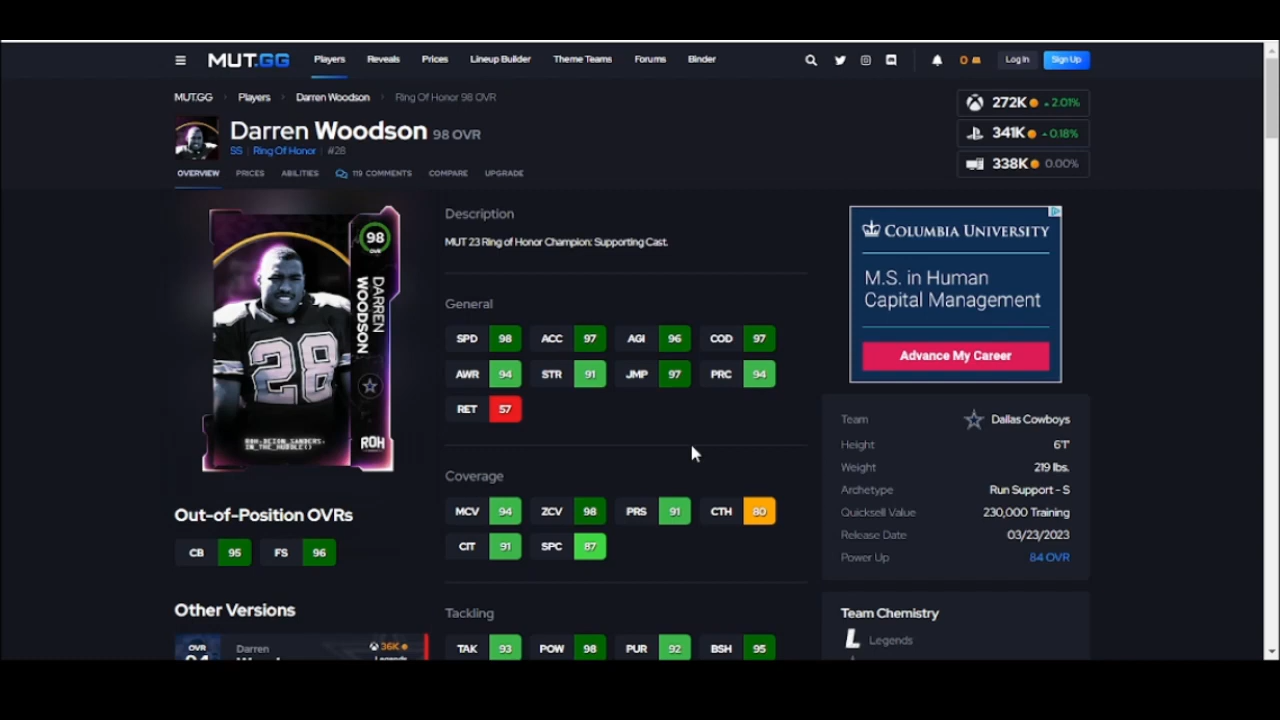 MUT.GG Players Reveals Prices Lineup Builder Theme Teams Forums Binder 0 Log In Sign Up
MUT.GG Players Darren Woodson Ring Of Honor 98 OVR
Darren Woodson 98 OVR
SS Ring Of Honor #28
OVERVIEW PRICES ABILITIES 119 COMMENTS COMPARE UPGRADE
272K 2.01%
341K 0.18%
338K 0.00%
98
OVR
DARREN
WOODSON
28
ROH.DEION_SANDERS.
IN_THE_HUDDLE()
ROH
Out-of-Position OVRs
CB 95 FS 96
Other Versions
OVR
Darren
36K
Description
MUT 23 Ring of Honor Champion: Supporting Cast.
General
SPD 98 ACC 97 AGI 96 COD 97
AWR 94 STR 91 JMP 97 PRC 94
RET 57
Coverage
MCV 94 ZCV 98 PRS 91 CTH 80
CIT 91 SPC 87
Tackling
TAK 93 POW 98 PUR 92 BSH 95
COLUMBIA UNIVERSITY
M.S. in Human
Capital Management
Advance My Career
Team Dallas Cowboys
Height 6'1"
Weight 219 lbs.
Archetype Run Support - S
Quicksell Value 230,000 Training
Release Date 03/23/2023
Power Up 84 OVR
Team Chemistry
L Legends